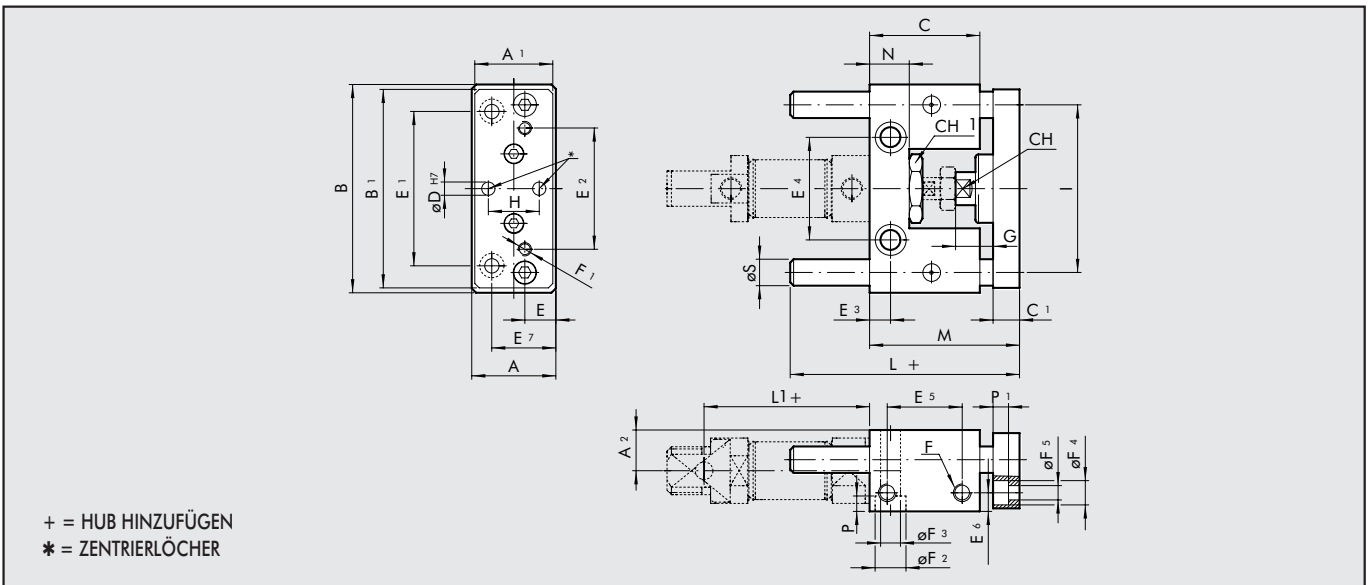 A 1
B
B 1
E 1
øD H7
H
E 2
*
F 1
E
E 7
A
C
N
CH 1
CH
E 4
I
G
øS
E 3
C 1
M
L +
L1+
E 5
P 1
A 2
F
øF 5
øF 4
P
E 6
øF 3
øF 2
+ = HUB HINZUFÜGEN
✱ = ZENTRIERLÖCHER